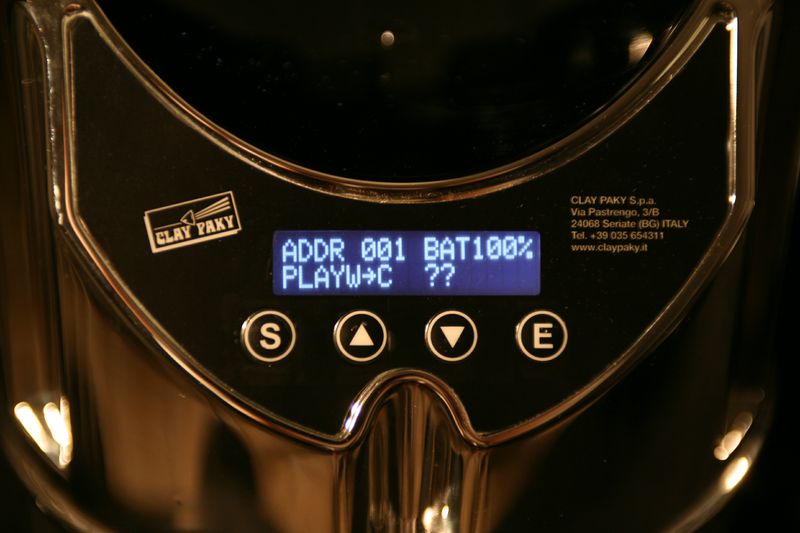 CLAY PAKY
CLAY PAKY S.p.a.
Via Pastrengo, 3/B
24068 Seriate (BG) ITALY
Tel. +39 035 654311
www.claypaky.it
ADDR 001 BAT100%
PLAYW→C ??
S E